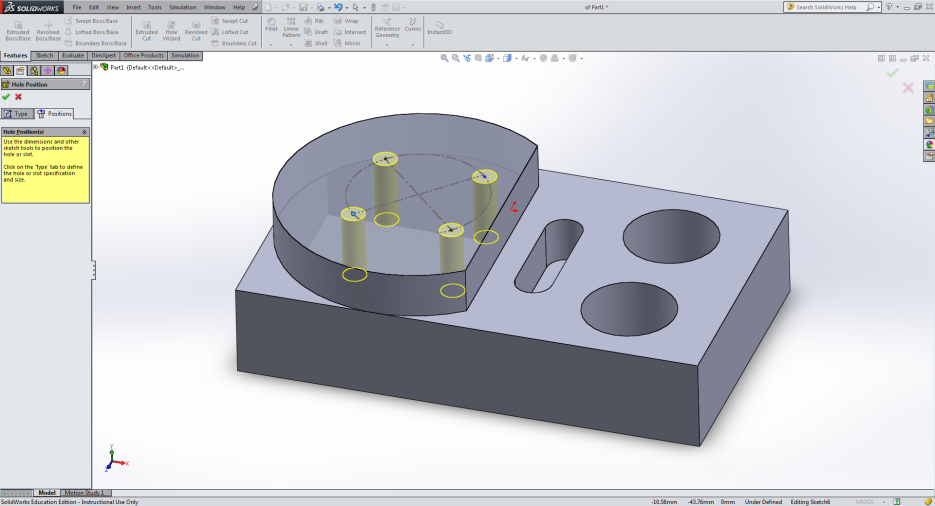 SOLIDWORKS File Edit View Insert Tools Simulation Window Help of Part1 * Search SolidWorks Help
Extruded Boss/Base
Revolved Boss/Base
Swept Boss/Base
Lofted Boss/Base
Boundary Boss/Base
Extruded Cut
Hole Wizard
Revolved Cut
Swept Cut
Lofted Cut
Boundary Cut
Fillet
Linear Pattern
Rib
Draft
Shell
Wrap
Intersect
Mirror
Reference Geometry
Curves
Instant3D
Features Sketch Evaluate DimXpert Office Products Simulation
Part1 (Default<<Default>_...
Hole Position ?
Type Positions
Hole Position(s)
Use the dimensions and other
sketch tools to position the
hole or slot.
Click on the 'Type' tab to define
the hole or slot specification
and size.
Y
X
Z
Model Motion Study 1
SolidWorks Education Edition - Instructional Use Only -10.58mm -43.76mm 0mm Under Defined Editing Sketch6 MMGS